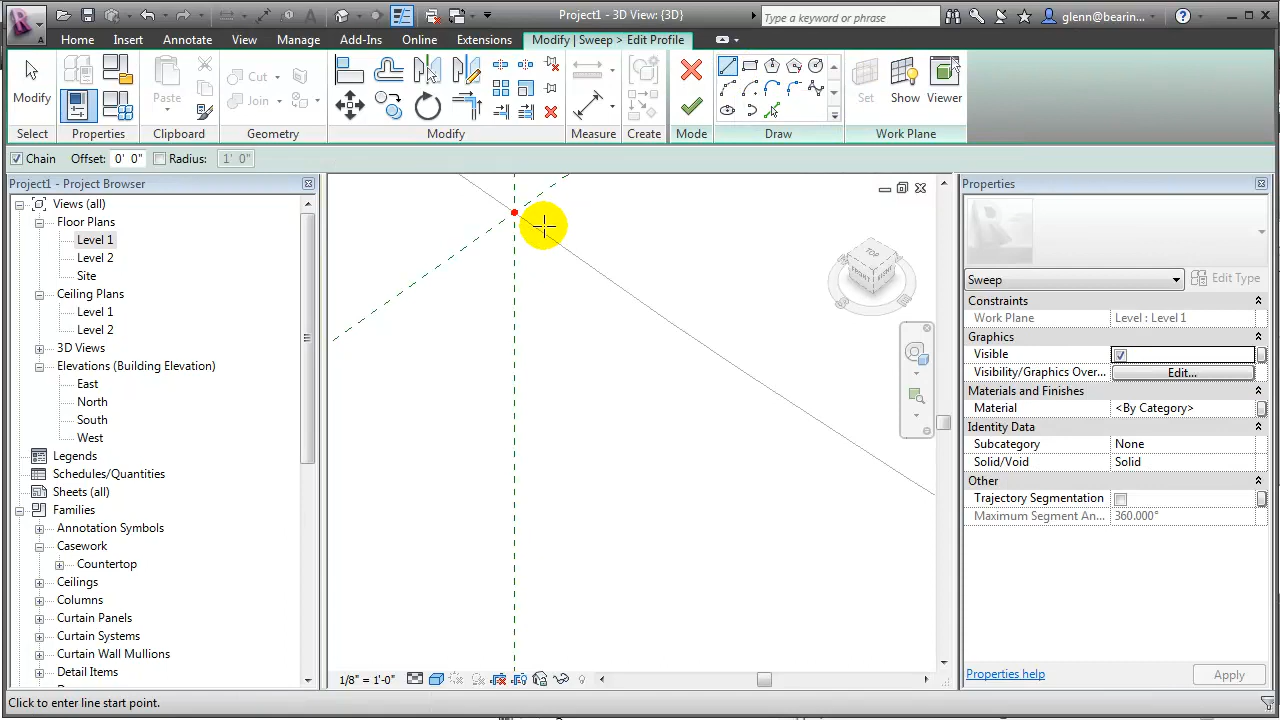 Project1 - 3D View: {3D}
Type a keyword or phrase
glenn@bearin...
Home
Insert
Annotate
View
Manage
Add-Ins
Online
Extensions
Modify | Sweep > Edit Profile
Modify
Paste
Cut
Join
Set
Show
Viewer
Select
Properties
Clipboard
Geometry
Modify
Measure
Create
Mode
Draw
Work Plane
Chain
Offset:
0' 0"
Radius:
1' 0"
Project1 - Project Browser
Views (all)
Floor Plans
Level 1
Level 2
Site
Ceiling Plans
Level 1
Level 2
3D Views
Elevations (Building Elevation)
East
North
South
West
Legends
Schedules/Quantities
Sheets (all)
Families
Annotation Symbols
Casework
Countertop
Ceilings
Columns
Curtain Panels
Curtain Systems
Curtain Wall Mullions
Detail Items
TOP
FRONT
RIGHT
1/8" = 1'-0"
Properties
Sweep
Edit Type
Constraints
Work Plane
Level : Level 1
Graphics
Visible
Visibility/Graphics Over...
Edit...
Materials and Finishes
Material
<By Category>
Identity Data
Subcategory
None
Solid/Void
Solid
Other
Trajectory Segmentation
Maximum Segment An...
360.000°
Properties help
Apply
Click to enter line start point.